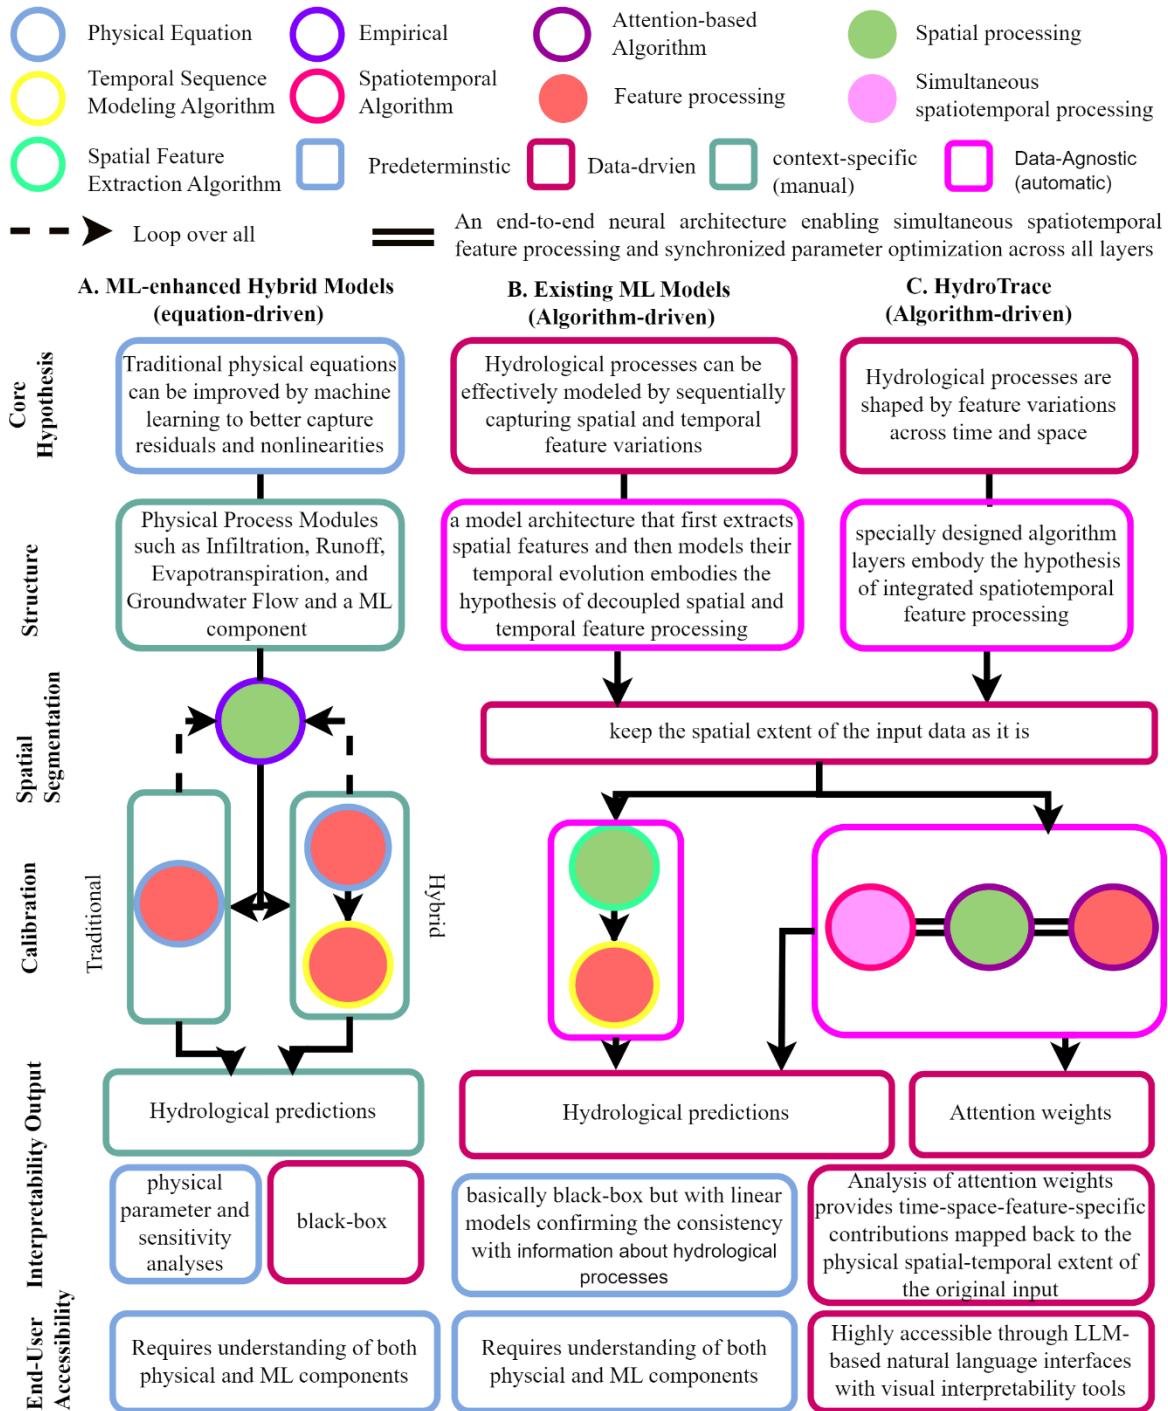 Physical Equation
Empirical
Attention-based
Algorithm
Spatial processing
Temporal Sequence
Modeling Algorithm
Spatiotemporal
Algorithm
Feature processing
Simultaneous
spatiotemporal processing
Spatial Feature
Extraction Algorithm
Predeterminstic
Data-drvien
context-specific
(manual)
Data-Agnostic
(automatic)
Loop over all
An end-to-end neural architecture enabling simultaneous spatiotemporal
feature processing and synchronized parameter optimization across all layers
A. ML-enhanced Hybrid Models
(equation-driven)
B. Existing ML Models
(Algorithm-driven)
C. HydroTrace
(Algorithm-driven)
Core
Hypothesis
Traditional physical equations
can be improved by machine
learning to better capture
residuals and nonlinearities
Hydrological processes can be
effectively modeled by sequentially
capturing spatial and temporal
feature variations
Hydrological processes are
shaped by feature variations
across time and space
Structure
Physical Process Modules
such as Infiltration, Runoff,
Evapotranspiration, and
Groundwater Flow and a ML
component
a model architecture that first extracts
spatial features and then models their
temporal evolution embodies the
hypothesis of decoupled spatial and
temporal feature processing
specially designed algorithm
layers embody the hypothesis
of integrated spatiotemporal
feature processing
Spatial
Segmentation
keep the spatial extent of the input data as it is
Calibration
Traditional
Hybrid
Output
Hydrological predictions
Hydrological predictions
Attention weights
Interpretability
physical
parameter and
sensitivity
analyses
black-box
basically black-box but with linear
models confirming the consistency
with information about hydrological
processes
Analysis of attention weights
provides time-space-feature-specific
contributions mapped back to the
physical spatial-temporal extent of
the original input
End-User
Accessibility
Requires understanding of both
physical and ML components
Requires understanding of both
physcial and ML components
Highly accessible through LLM-
based natural language interfaces
with visual interpretability tools